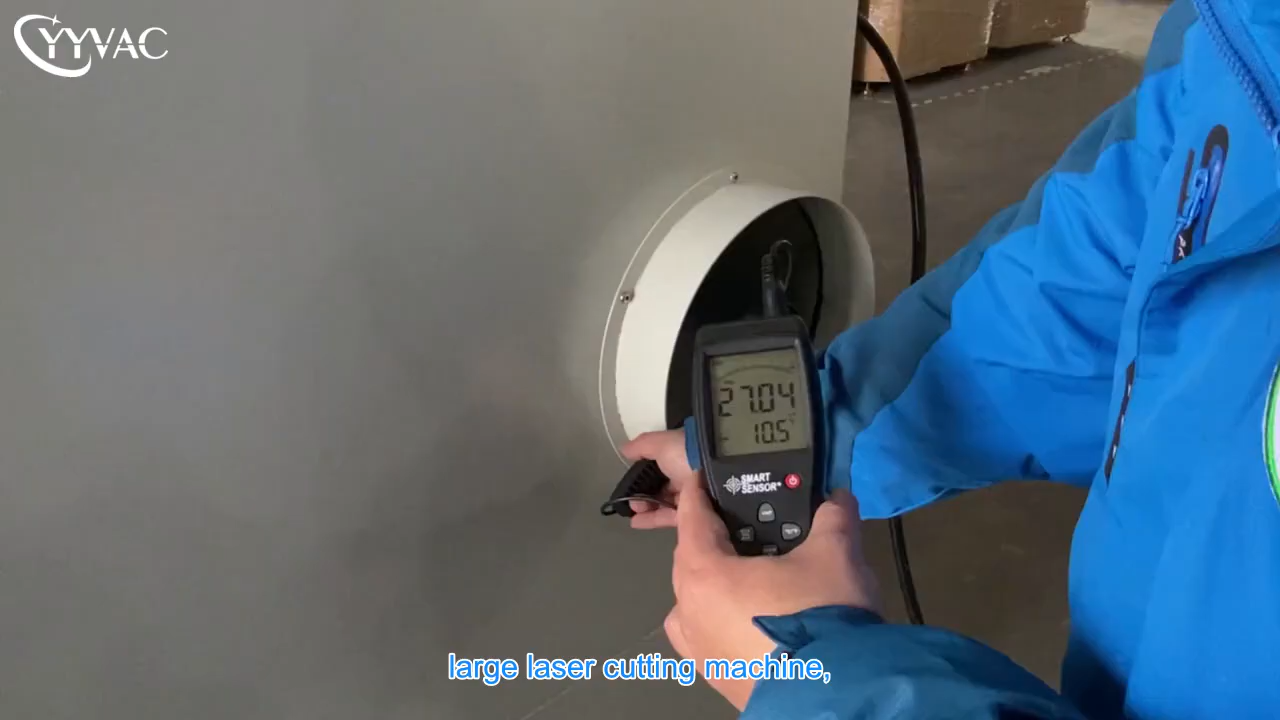 YYVAC
27.04
10.5
SMART
SENSOR
large laser cutting machine,